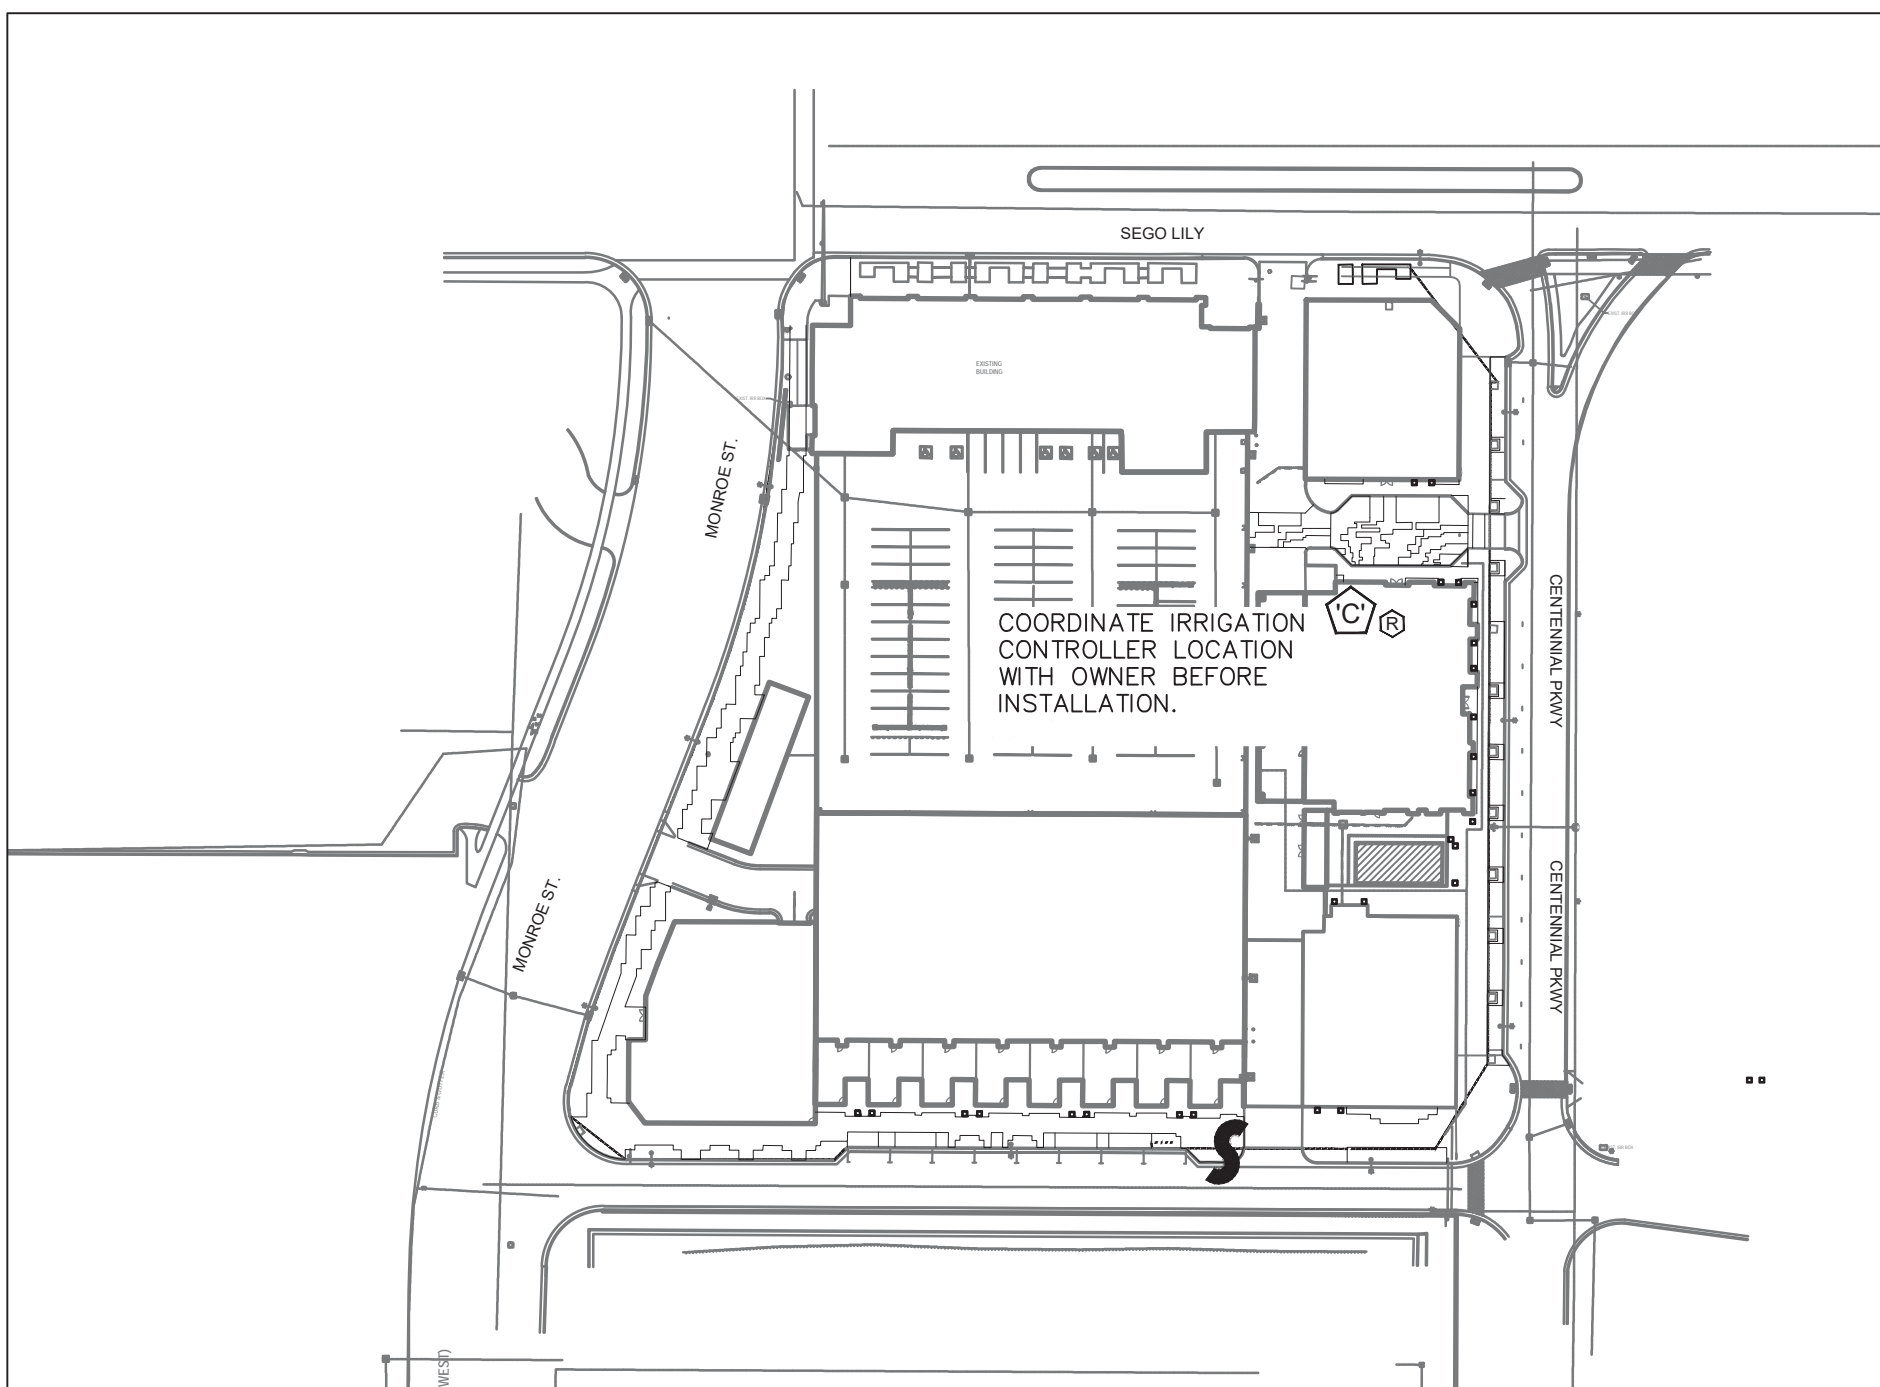 SEGO LILY
EXISTING
BUILDING
MONROE ST.
COORDINATE IRRIGATION
CONTROLLER LOCATION
WITH OWNER BEFORE
INSTALLATION.
'C'
R
CENTENNIAL PKWY
MONROE ST.
CENTENNIAL PKWY
S
WEST)